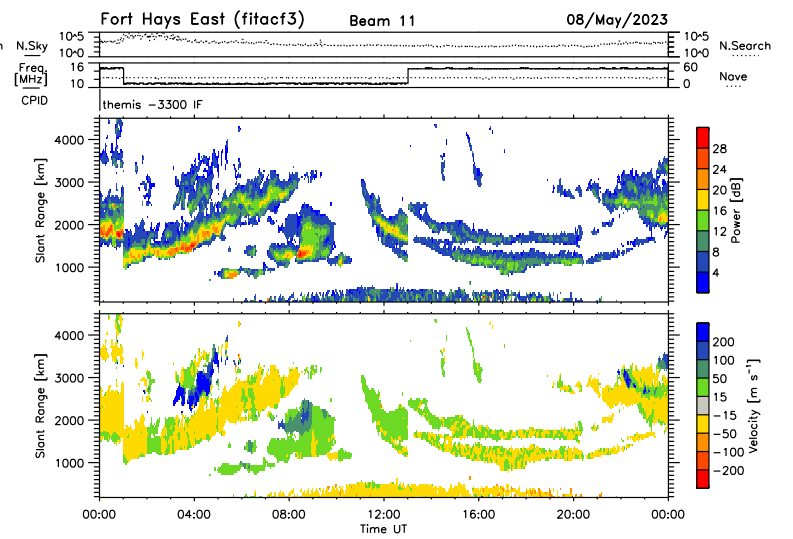 Fort Hays East (fitacf3) Beam 11 08/May/2023
n N.Sky 10^5 10^5 N.Search
10^0 10^0
Freq. 16 60 Nave
[MHz] 10 0
CPID themis -3300 IF
Slant Range [km]
4000
3000
2000
1000
Power [dB]
28
24
20
16
12
8
4
Slant Range [km]
4000
3000
2000
1000
Velocity [m s⁻¹]
200
100
50
15
-15
-50
-100
-200
00:00 04:00 08:00 12:00 16:00 20:00 00:00
Time UT